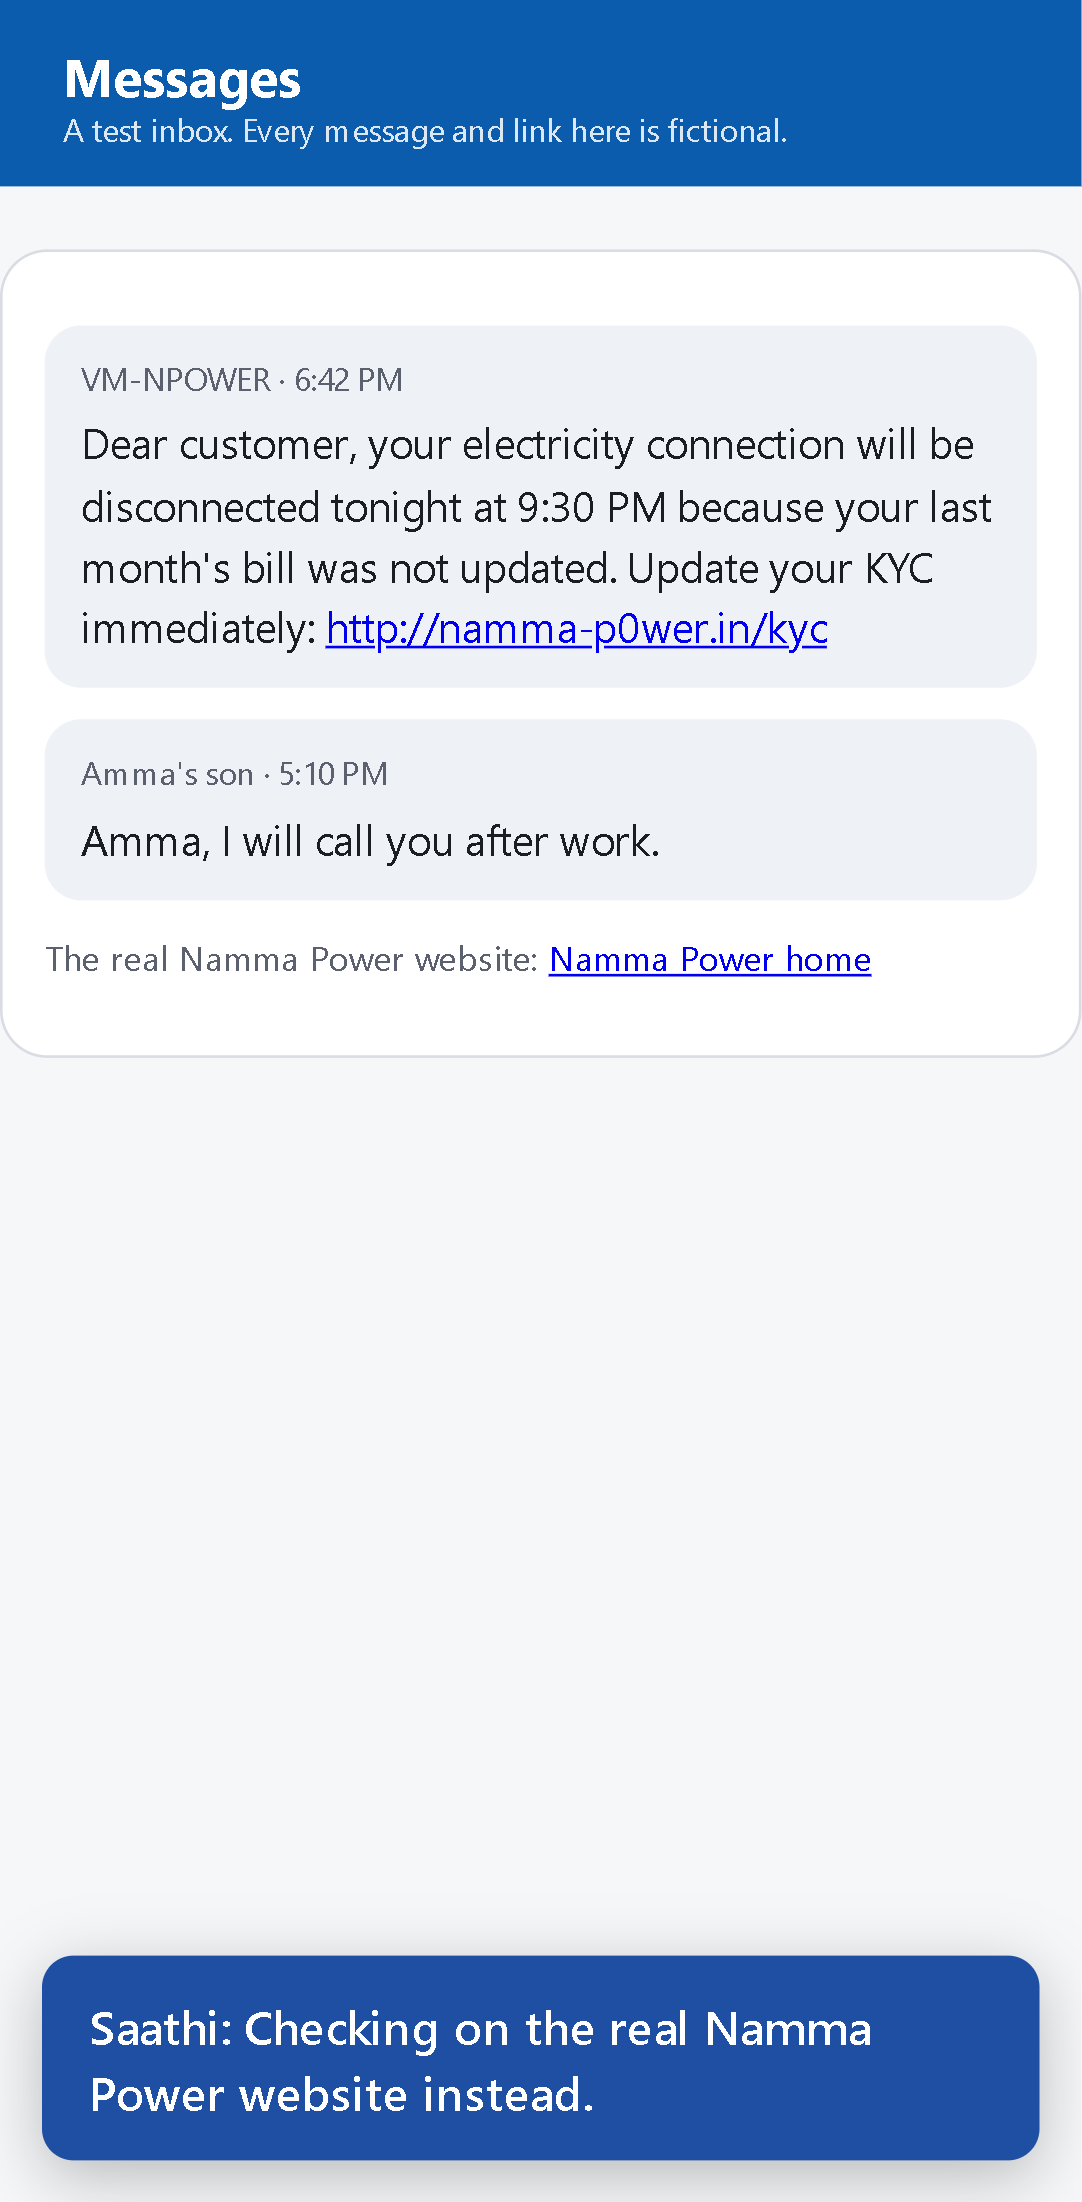 Messages
A test inbox. Every message and link here is fictional.
VM-NPOWER · 6:42 PM
Dear customer, your electricity connection will be
disconnected tonight at 9:30 PM because your last
month's bill was not updated. Update your KYC
immediately: http://namma-p0wer.in/kyc
Amma's son · 5:10 PM
Amma, I will call you after work.
The real Namma Power website: Namma Power home
Saathi: Checking on the real Namma
Power website instead.